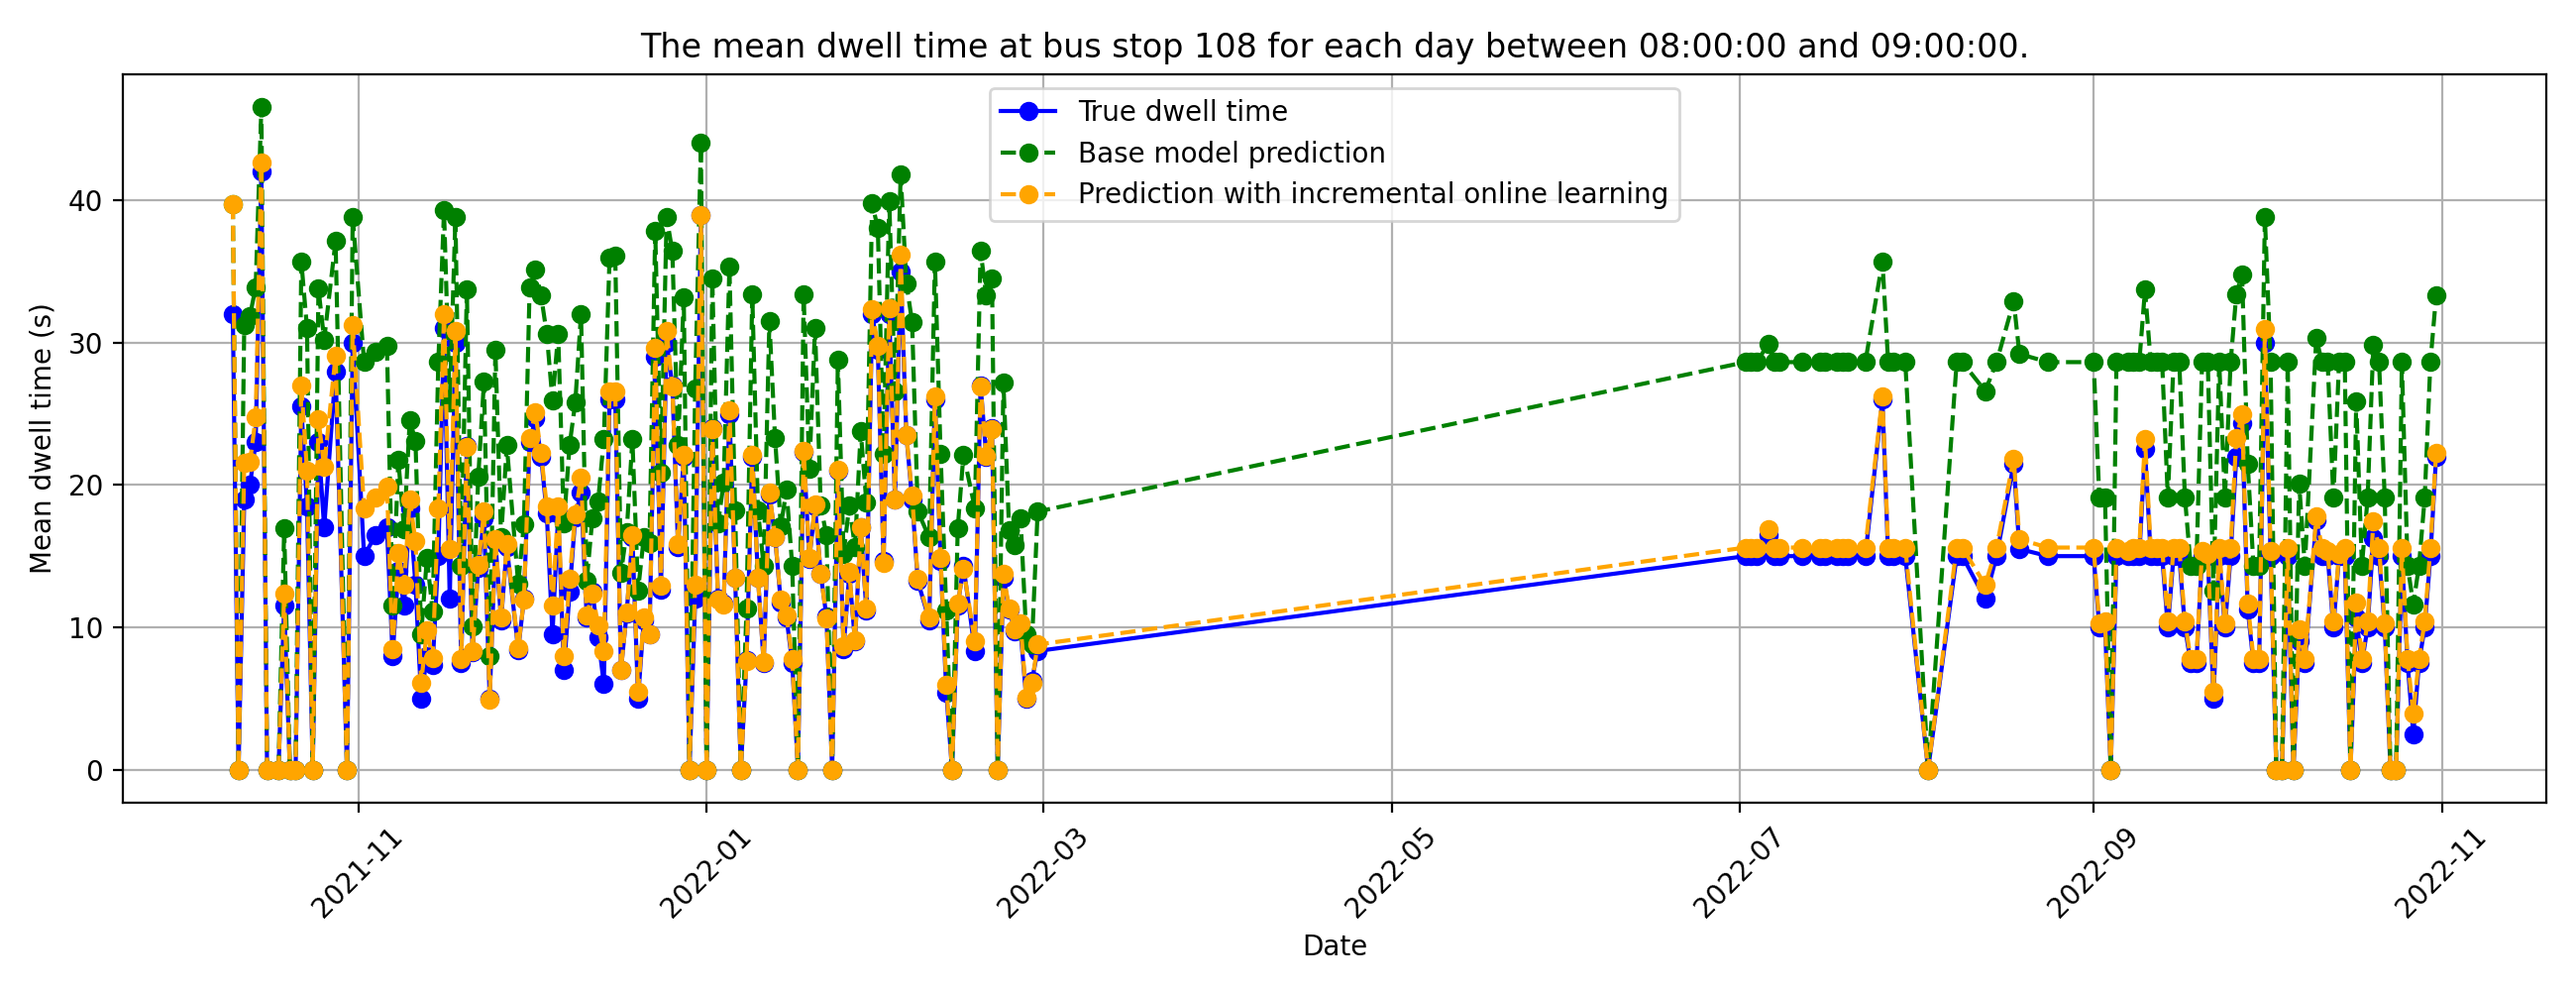 The mean dwell time at bus stop 108 for each day between 08:00:00 and 09:00:00.
True dwell time
Base model prediction
Prediction with incremental online learning
Mean dwell time (s)
40
30
20
10
0
2021-11
2022-01
2022-03
2022-05
2022-07
2022-09
2022-11
Date